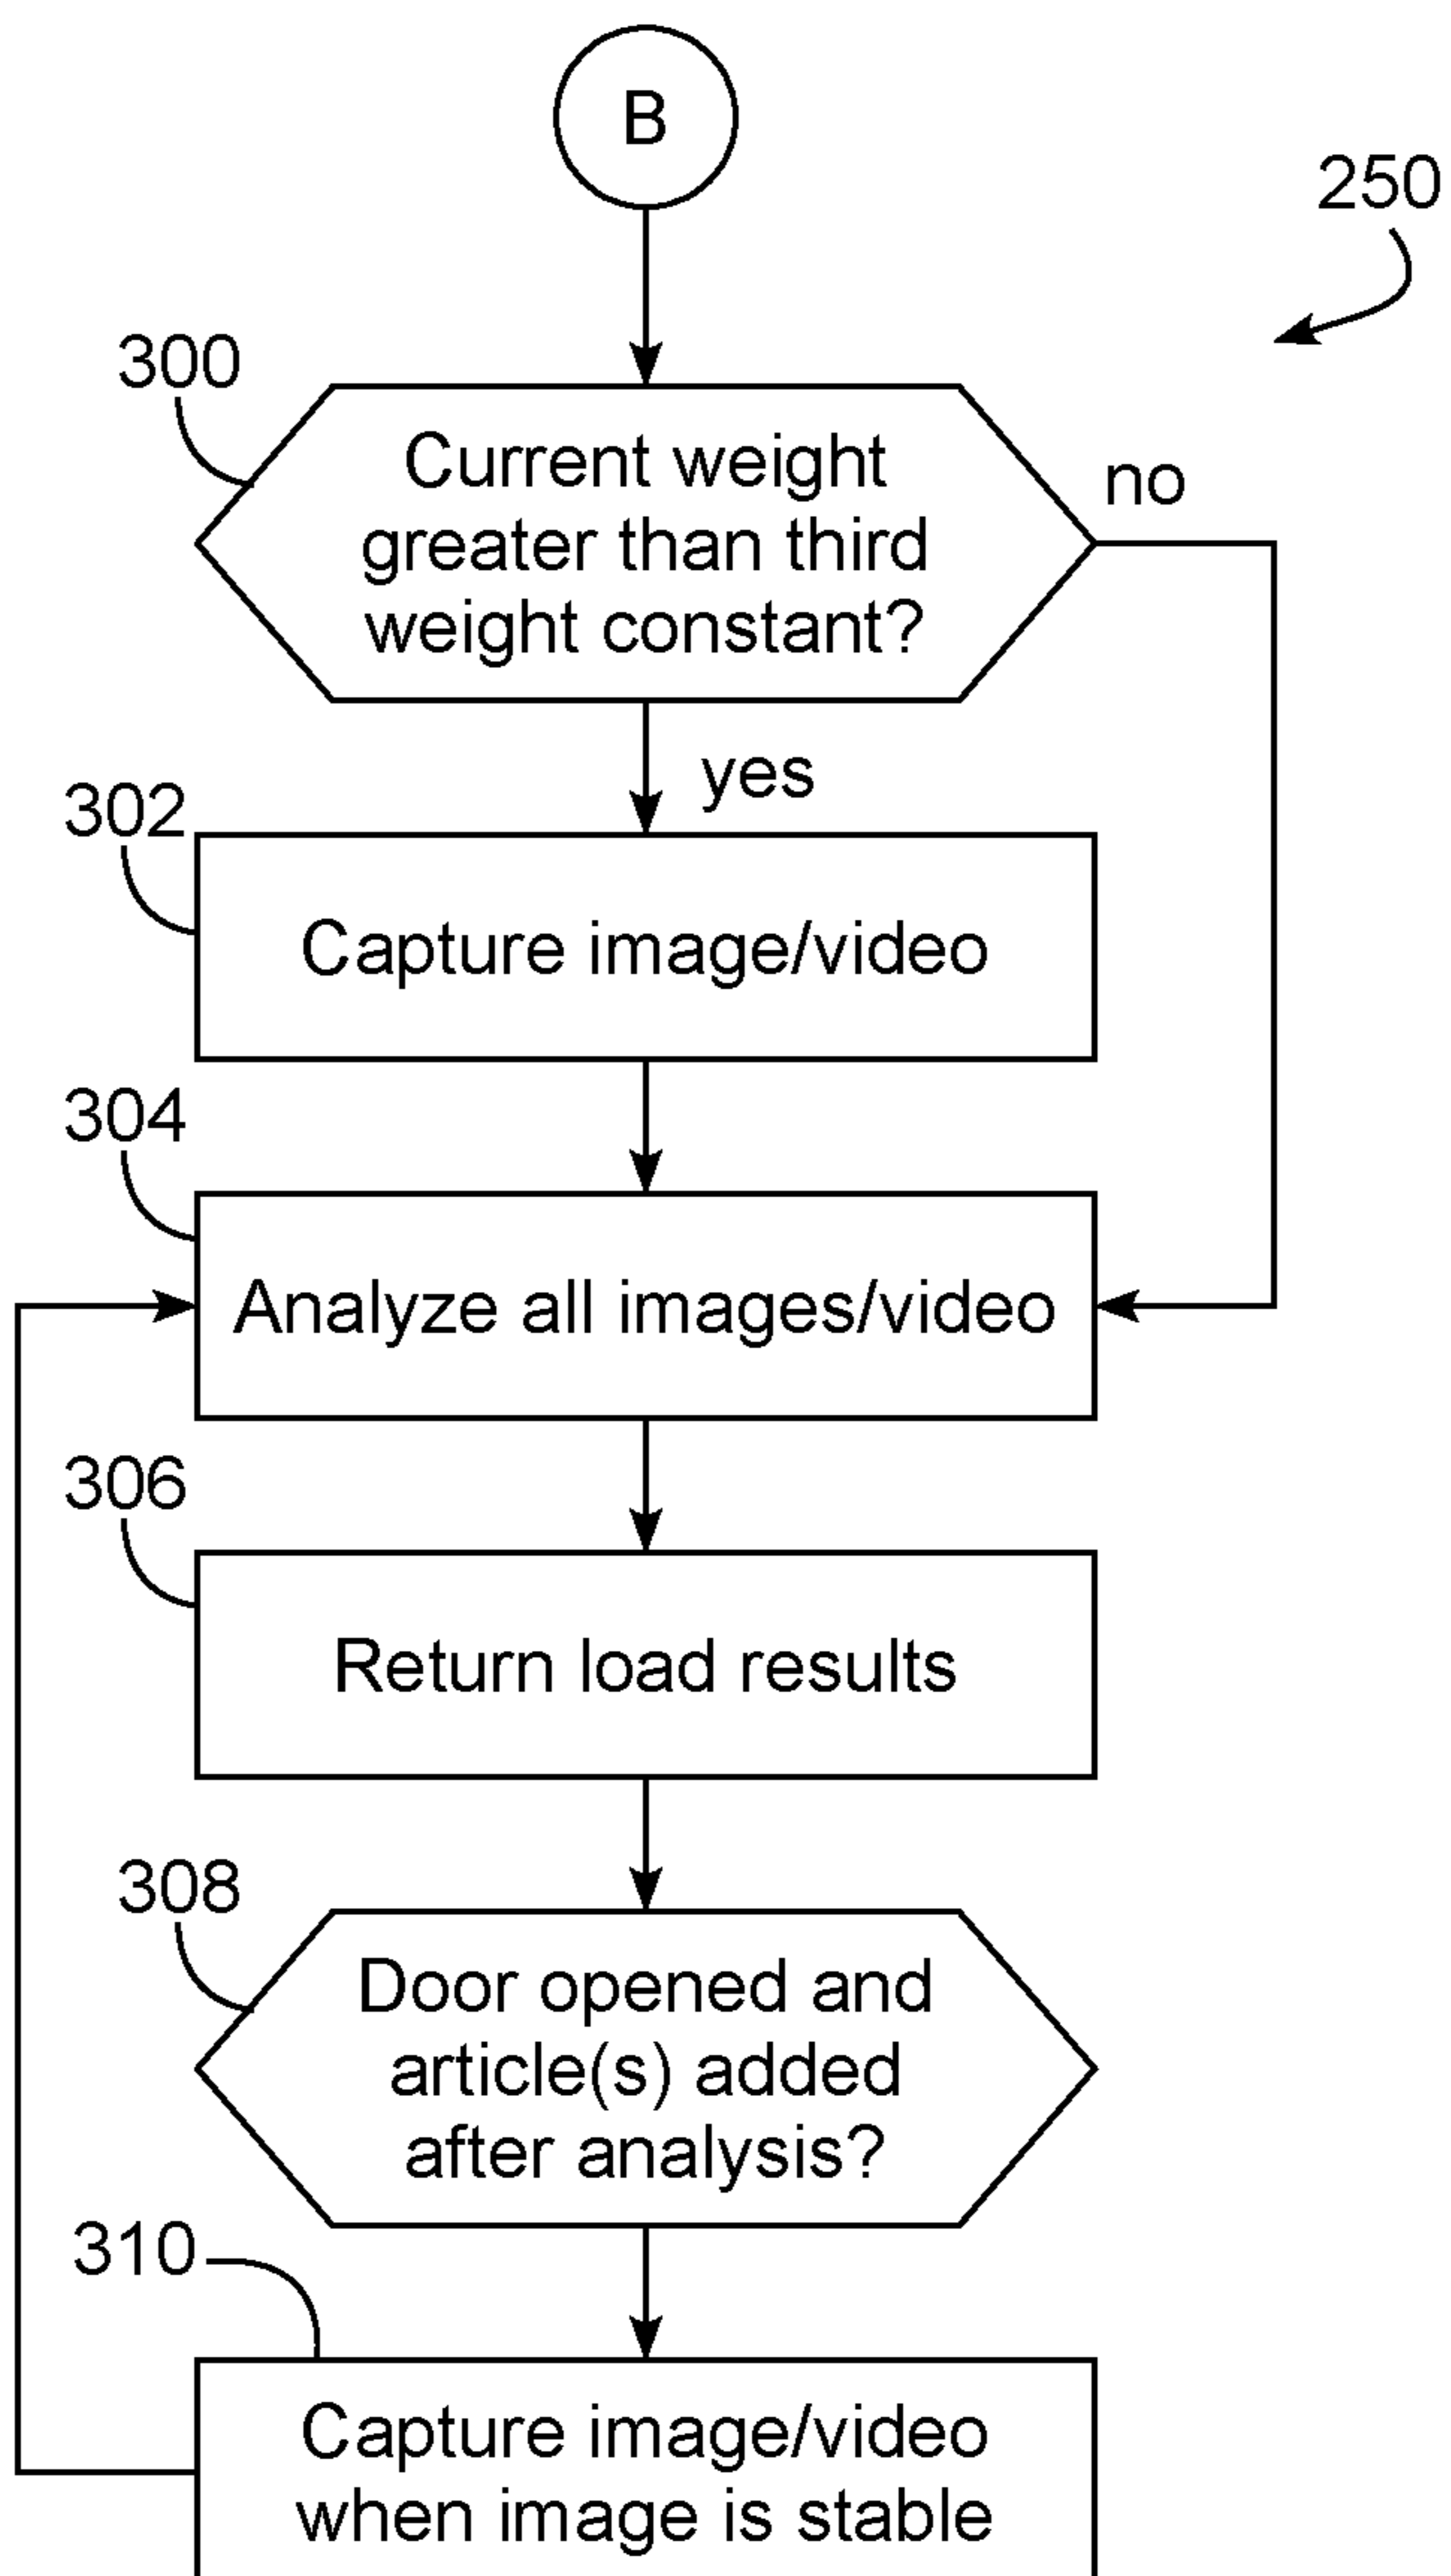 B
250
300
Current weight
greater than third
weight constant?
no
yes
302
Capture image/video
304
Analyze all images/video
306
Return load results
308
Door opened and
article(s) added
after analysis?
310
Capture image/video
when image is stable